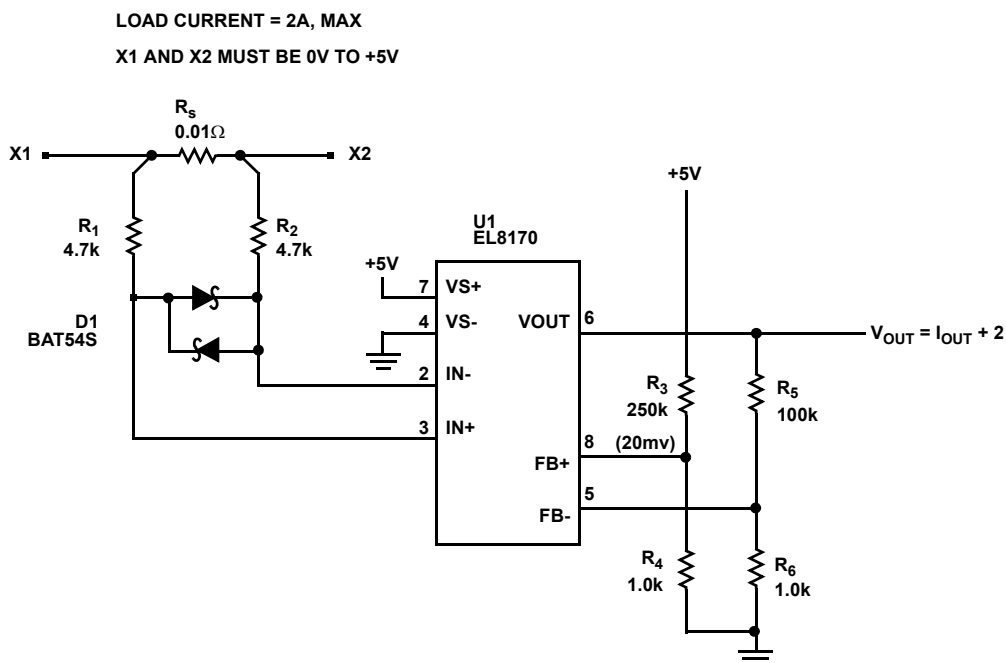 LOAD CURRENT = 2A, MAX
X1 AND X2 MUST BE 0V TO +5V
Rs
0.01Ω
X1
X2
R1
4.7k
R2
4.7k
D1
BAT54S
U1
EL8170
+5V
7
VS+
4
VS-
2
IN-
3
IN+
VOUT
6
VOUT = IOUT + 2
+5V
R3
250k
R5
100k
8
(20mv)
FB+
5
FB-
R4
1.0k
R6
1.0k